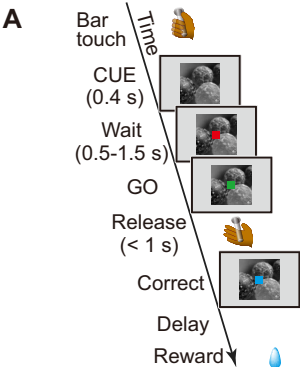 A
Bar
touch
Time
CUE
(0.4 s)
Wait
(0.5-1.5 s)
GO
Release
(< 1 s)
Correct
Delay
Reward